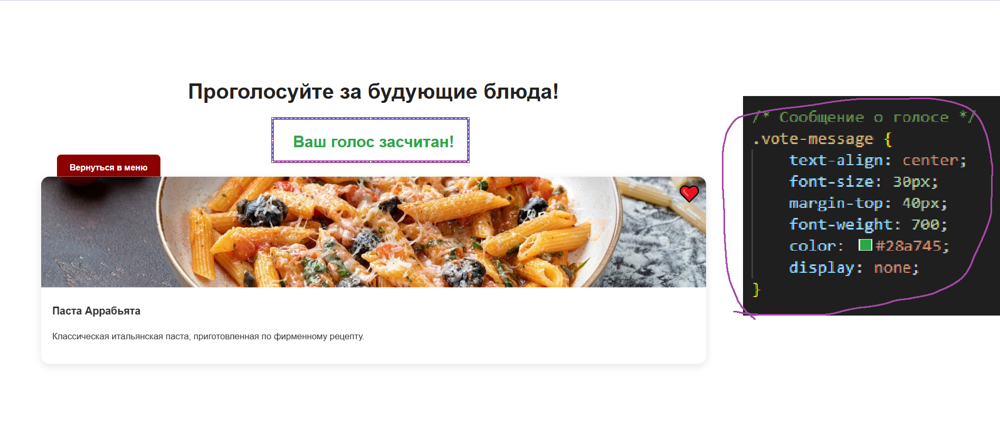 Проголосуйте за будующие блюда!
Ваш голос засчитан!
Вернуться в меню
Паста Аррабьята
Классическая итальянская паста, приготовленная по фирменному рецепту.
/* Сообщение о голосе */
.vote-message {
text-align: center;
font-size: 30px;
margin-top: 40px;
font-weight: 700;
color: #28a745;
display: none;
}